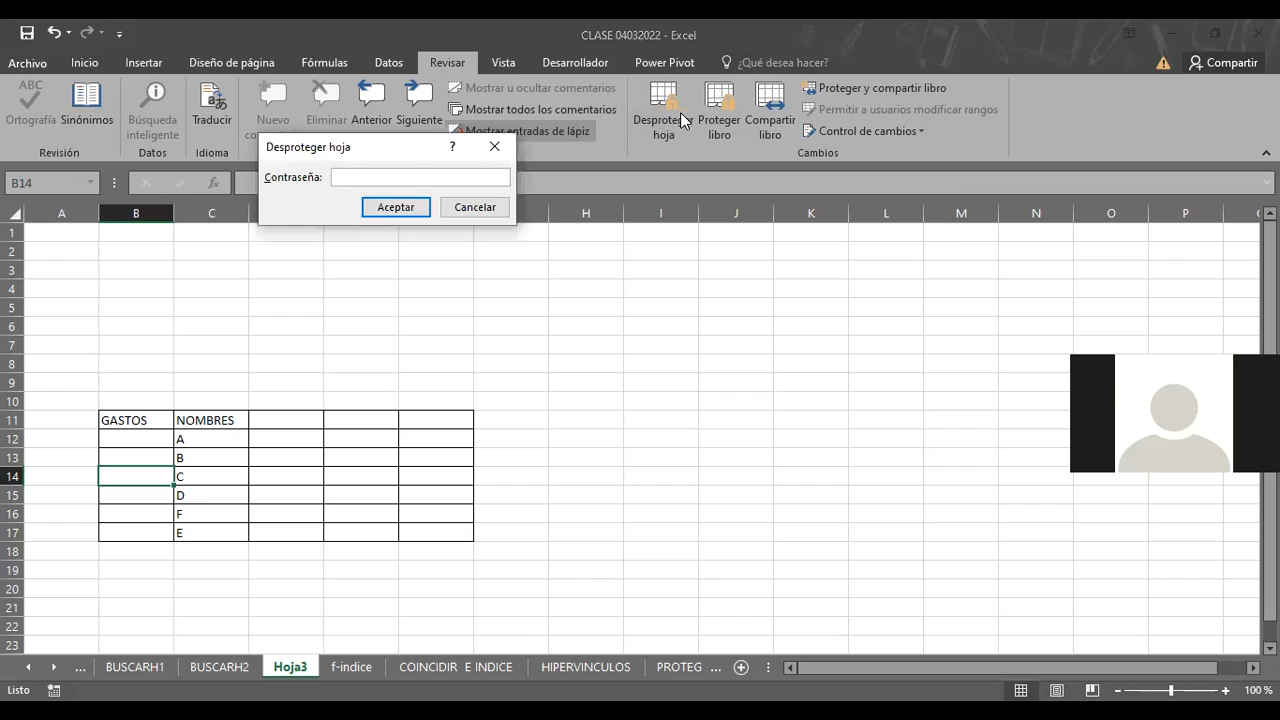 CLASE 04032022 - Excel
Archivo Inicio Insertar Diseño de página Fórmulas Datos Revisar Vista Desarrollador Power Pivot ¿Qué desea hacer? Compartir
ABC
Ortografía
Sinónimos
Búsqueda
inteligente
Traducir
Nuevo
Eliminar
Anterior
Siguiente
Mostrar u ocultar comentarios
Mostrar todos los comentarios
Mostrar entradas de lápiz
Desproteger
hoja
Proteger
libro
Compartir
libro
Proteger y compartir libro
Permitir a usuarios modificar rangos
Control de cambios
Revisión Datos Idioma Cambios
Desproteger hoja ?
Contraseña:
Aceptar Cancelar
B14 fx
A B C H I J K L M N O P
1
2
3
4
5
6
7
8
9
10
11 GASTOS NOMBRES
12 A
13 B
14 C
15 D
16 F
17 E
18
19
20
21
22
23
... BUSCARH1 BUSCARH2 Hoja3 f-indice COINCIDIR E INDICE HIPERVINCULOS PROTEG ...
Listo 100 %